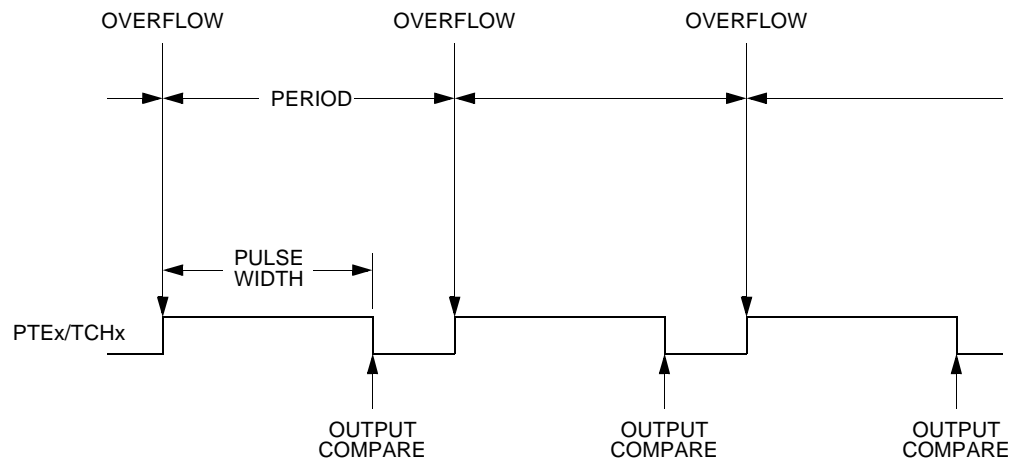 OVERFLOW
OVERFLOW
OVERFLOW
PERIOD
PULSE
WIDTH
PTEx/TCHx
OUTPUT
COMPARE
OUTPUT
COMPARE
OUTPUT
COMPARE